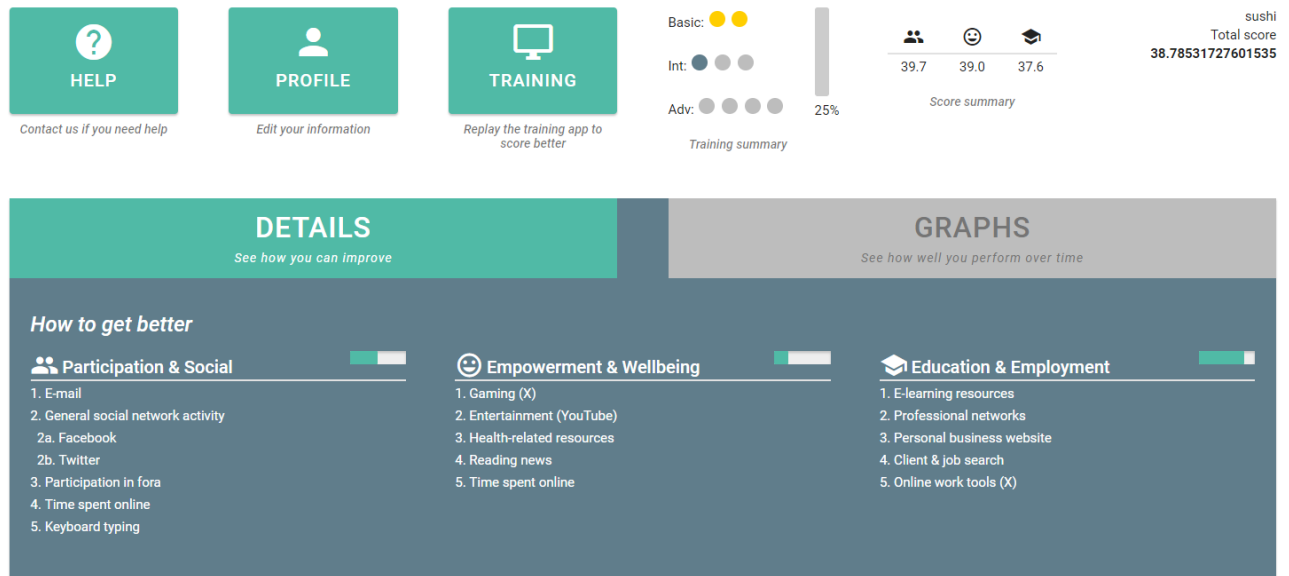 HELP
Contact us if you need help
PROFILE
Edit your information
TRAINING
Replay the training app to
score better
Basic:
Int:
Adv:
25%
Training summary
39.7 39.0 37.6
Score summary
sushi
Total score
38.78531727601535
DETAILS
See how you can improve
GRAPHS
See how well you perform over time
How to get better
Participation & Social
1. E-mail
2. General social network activity
2a. Facebook
2b. Twitter
3. Participation in fora
4. Time spent online
5. Keyboard typing
Empowerment & Wellbeing
1. Gaming (X)
2. Entertainment (YouTube)
3. Health-related resources
4. Reading news
5. Time spent online
Education & Employment
1. E-learning resources
2. Professional networks
3. Personal business website
4. Client & job search
5. Online work tools (X)